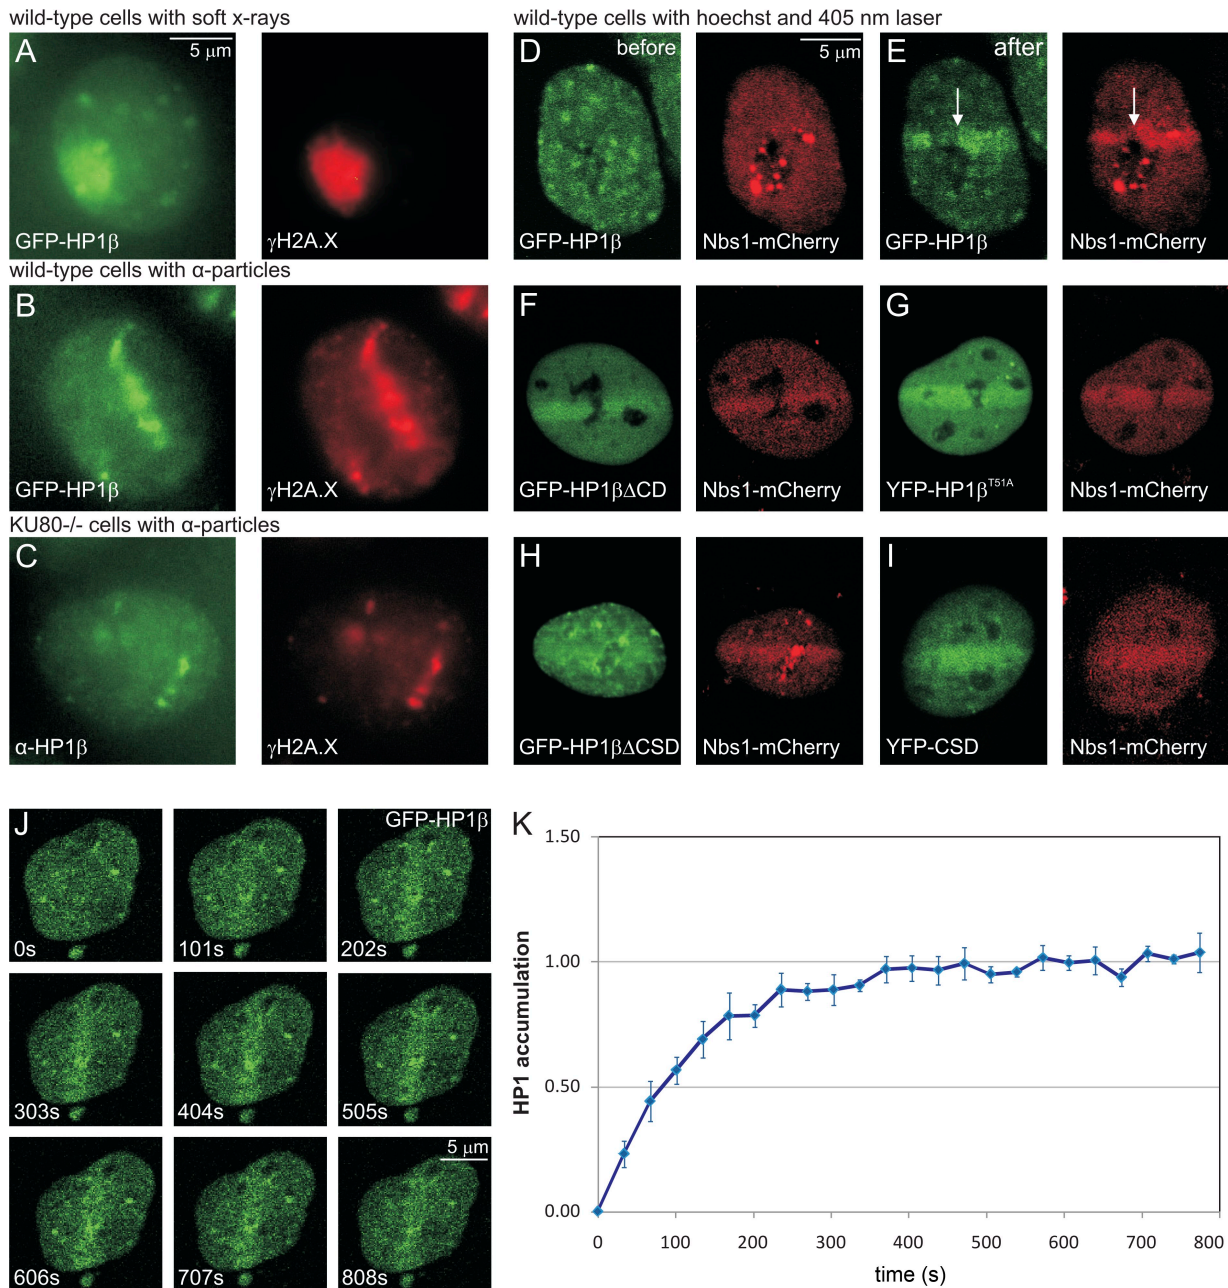 wild-type cells with soft x-rays
wild-type cells with hoechst and 405 nm laser
A
5 μm
GFP-HP1β
γH2A.X
D
before
GFP-HP1β
5 μm
Nbs1-mCherry
E
after
GFP-HP1β
Nbs1-mCherry
wild-type cells with α-particles
B
GFP-HP1β
γH2A.X
F
GFP-HP1βΔCD
Nbs1-mCherry
G
YFP-HP1βT51A
Nbs1-mCherry
KU80-/- cells with α-particles
C
α-HP1β
γH2A.X
H
GFP-HP1βΔCSD
Nbs1-mCherry
I
YFP-CSD
Nbs1-mCherry
J
GFP-HP1β
0s
101s
202s
303s
404s
505s
5 μm
606s
707s
808s
K
HP1 accumulation
1.50
1.00
0.50
0.00
0 100 200 300 400 500 600 700 800
time (s)